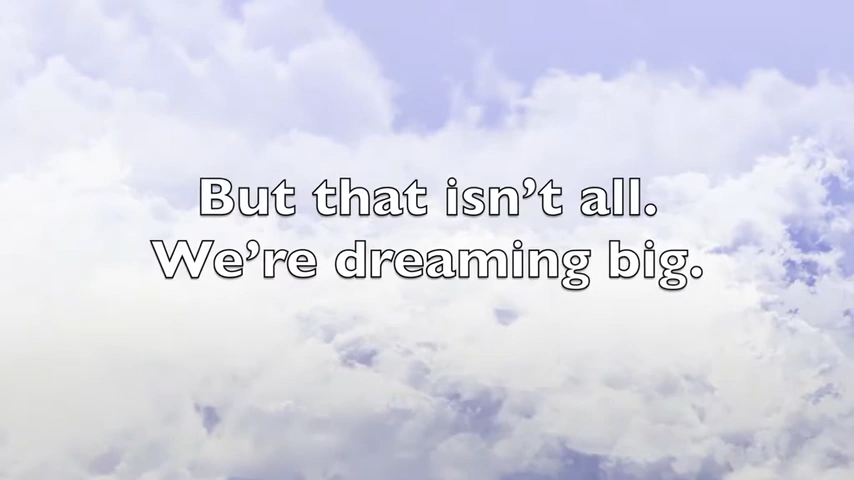 But that isn’t all.
We’re dreaming big.